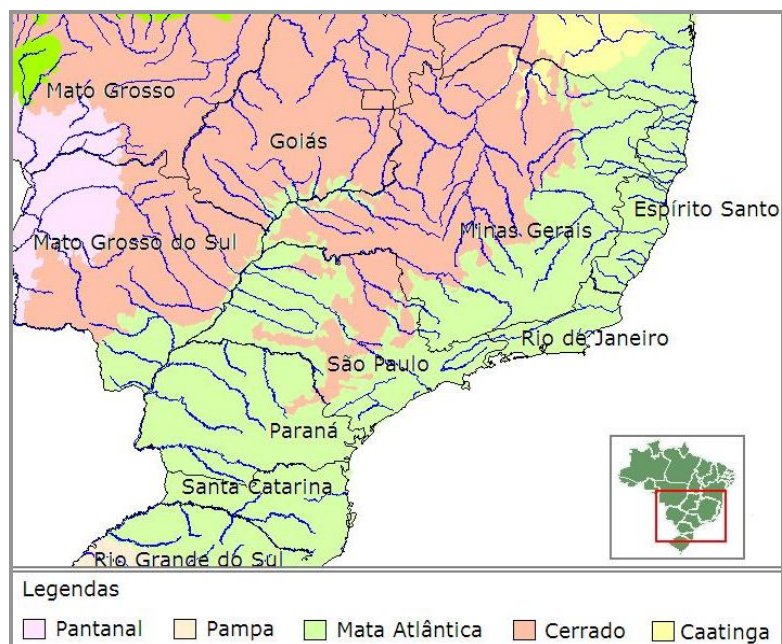 Mato Grosso
Goiás
Mato Grosso do Sul
Minas Gerais
Espírito Santo
Rio de Janeiro
São Paulo
Paraná
Santa Catarina
Rio Grande do Sul
Legendas
Pantanal Pampa Mata Atlântica Cerrado Caatinga